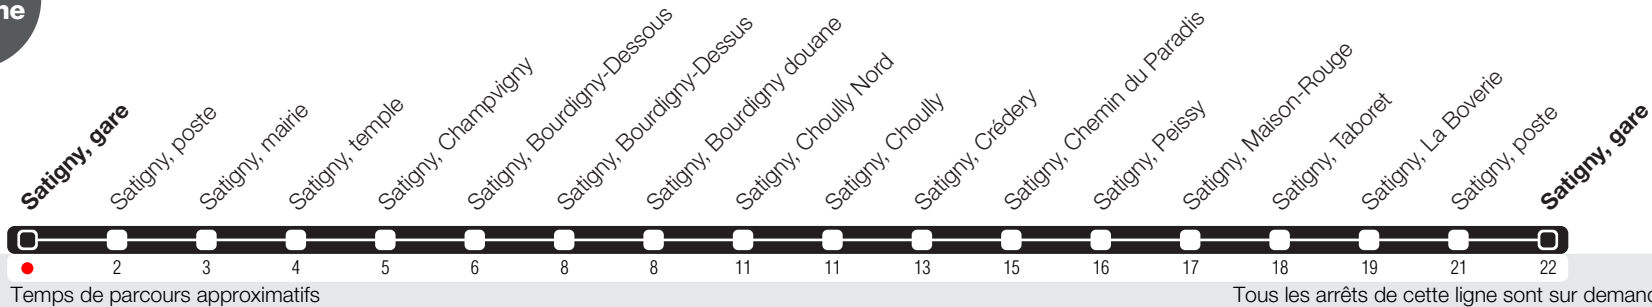 Satigny, gare
Satigny, poste
Satigny, mairie
Satigny, temple
Satigny, Champvigny
Satigny, Bourdigny-Dessous
Satigny, Bourdigny-Dessus
Satigny, Bourdigny douane
Satigny, Choully Nord
Satigny, Choully
Satigny, Crédery
Satigny, Chemin du Paradis
Satigny, Peissy
Satigny, Maison-Rouge
Satigny, Taboret
Satigny, La Boverie
Satigny, poste
Satigny, gare
2 3 4 5 6 8 8 11 11 13 15 16 17 18 19 21 22
Temps de parcours approximatifs
Tous les arrêts de cette ligne sont sur